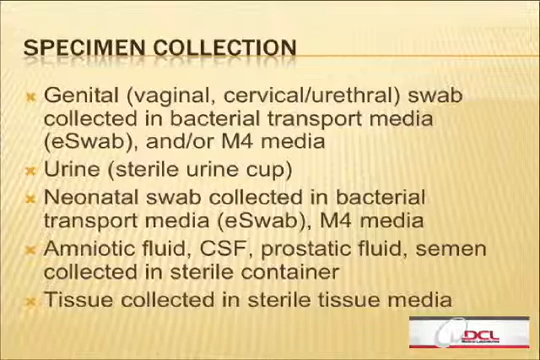 SPECIMEN COLLECTION
Genital (vaginal, cervical/urethral) swab
collected in bacterial transport media
(eSwab), and/or M4 media
Urine (sterile urine cup)
Neonatal swab collected in bacterial
transport media (eSwab), M4 media
Amniotic fluid, CSF, prostatic fluid, semen
collected in sterile container
Tissue collected in sterile tissue media
DCL
Medical Laboratories